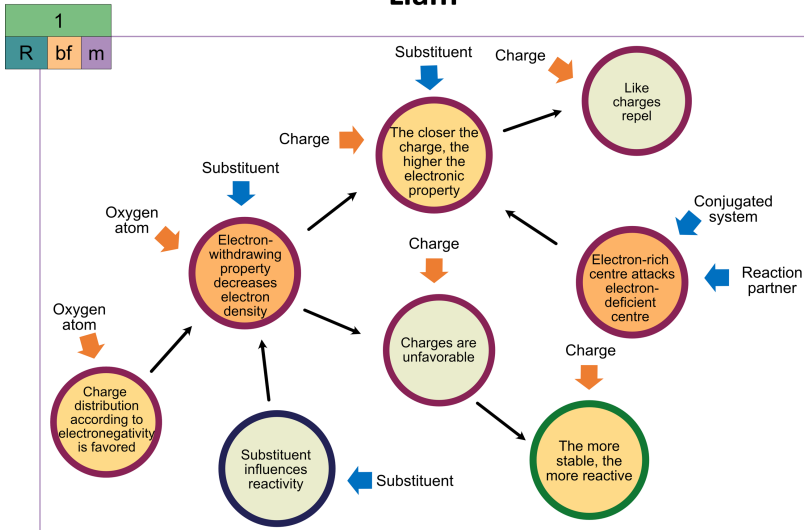 Liam
1
R bf m
Substituent
Charge
Like
charges
repel
Charge
The closer the
charge, the
higher the
electronic
property
Substituent
Oxygen
atom
Electron-
withdrawing
property
decreases
electron
density
Conjugated
system
Reaction
partner
Electron-rich
centre attacks
electron-
deficient
centre
Charge
Charges are
unfavorable
Oxygen
atom
Charge
distribution
according to
electronegativity
is favored
Substituent
influences
reactivity
Substituent
Charge
The more
stable, the
more reactive